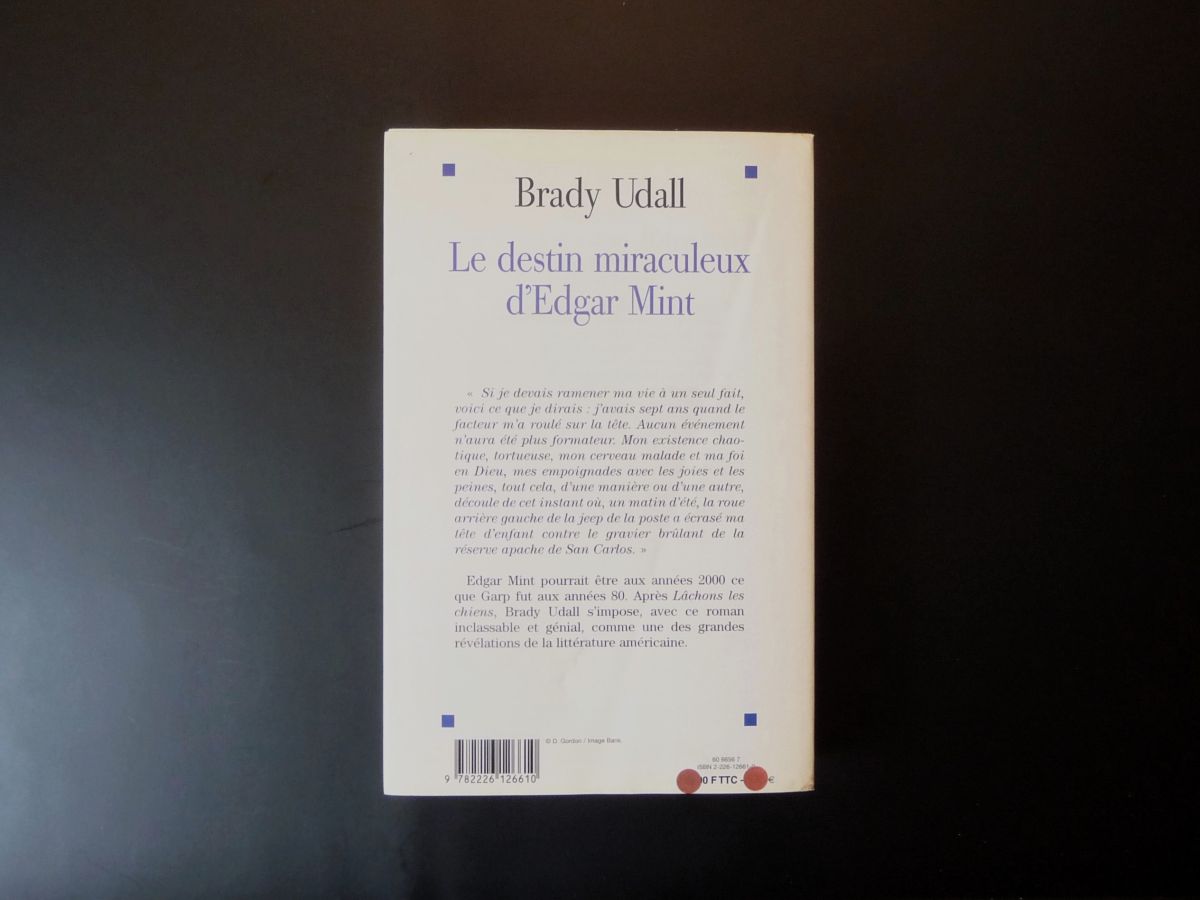 Brady Udall
Le destin miraculeux
d'Edgar Mint
« Si je devais ramener ma vie à un seul fait,
voici ce que je dirais : j'avais sept ans quand le
facteur m'a roulé sur la tête. Aucun événement
n'aura été plus formateur. Mon existence chao-
tique, tortueuse, mon cerveau malade et ma foi
en Dieu, mes empoignades avec les joies et les
peines, tout cela, d'une manière ou d'une autre,
découle de cet instant où, un matin d'été, la roue
arrière gauche de la jeep de la poste a écrasé ma
tête d'enfant contre le gravier brûlant de la
réserve apache de San Carlos. »
Edgar Mint pourrait être aux années 2000 ce
que Garp fut aux années 80. Après Lâchons les
chiens, Brady Udall s'impose, avec ce roman
inclassable et génial, comme une des grandes
révélations de la littérature américaine.
© D. Gordon / Image Bank.
9 782226 126610
ISBN 2-226-12661-
00 F TTC - €